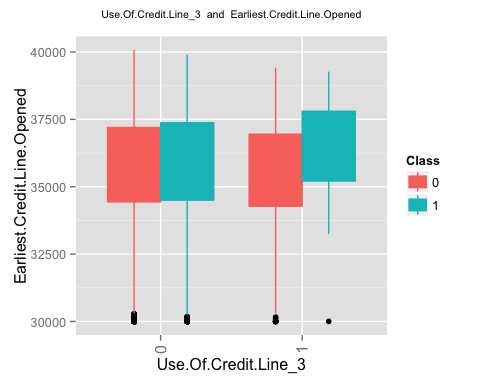 Use.Of.Credit.Line_3 and Earliest.Credit.Line.Opened
Earliest.Credit.Line.Opened
40000
37500
35000
32500
30000
0
1
Use.Of.Credit.Line_3
Class
0
1